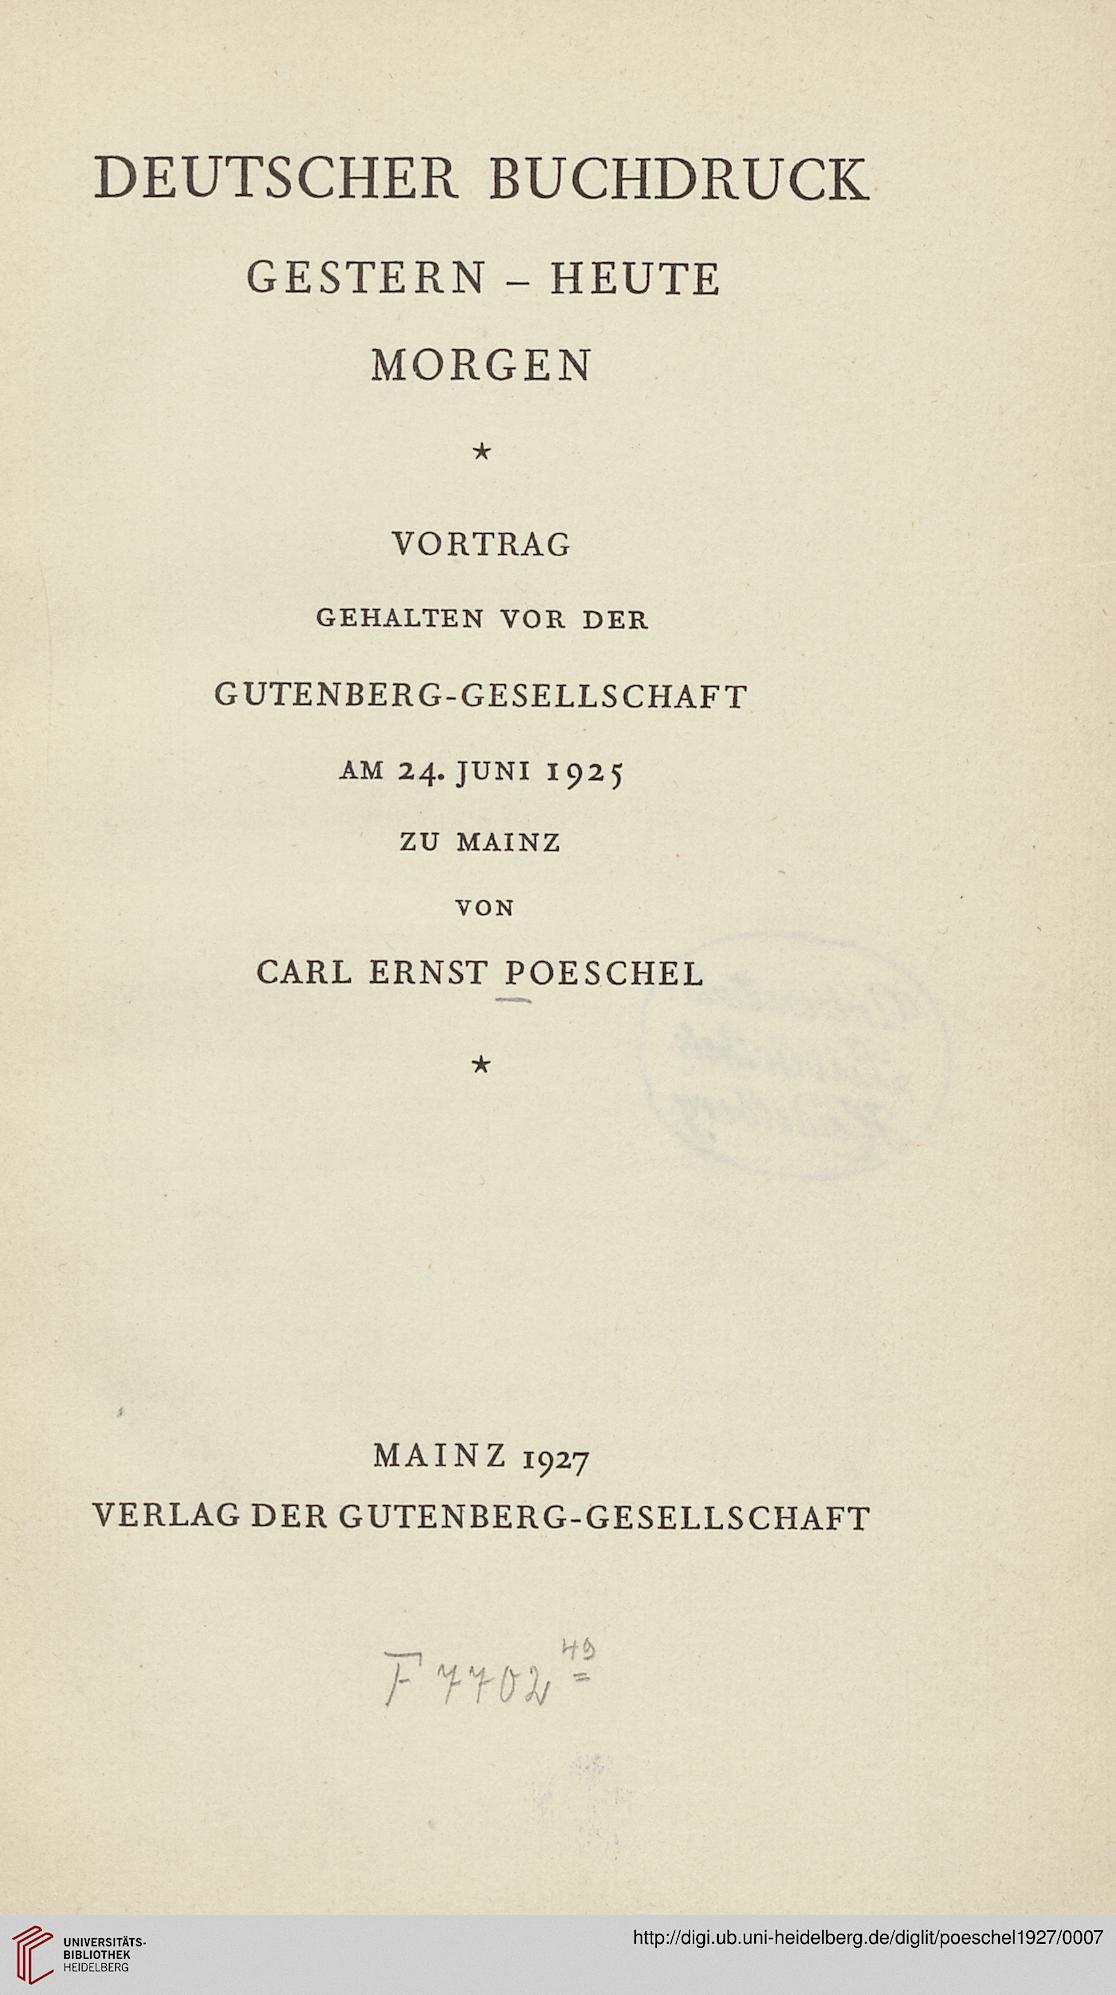 DEUTSCHER BUCHDRUCK
GESTERN – HEUTE
MORGEN
★
VORTRAG
GEHALTEN VOR DER
GUTENBERG-GESELLSCHAFT
AM 24. JUNI 1925
ZU MAINZ
VON
CARL ERNST POESCHEL
★
MAINZ 1927
VERLAG DER GUTENBERG-GESELLSCHAFT
F 7702 49
UNIVERSITÄTS-
BIBLIOTHEK
HEIDELBERG
http://digi.ub.uni-heidelberg.de/diglit/poeschel1927/0007